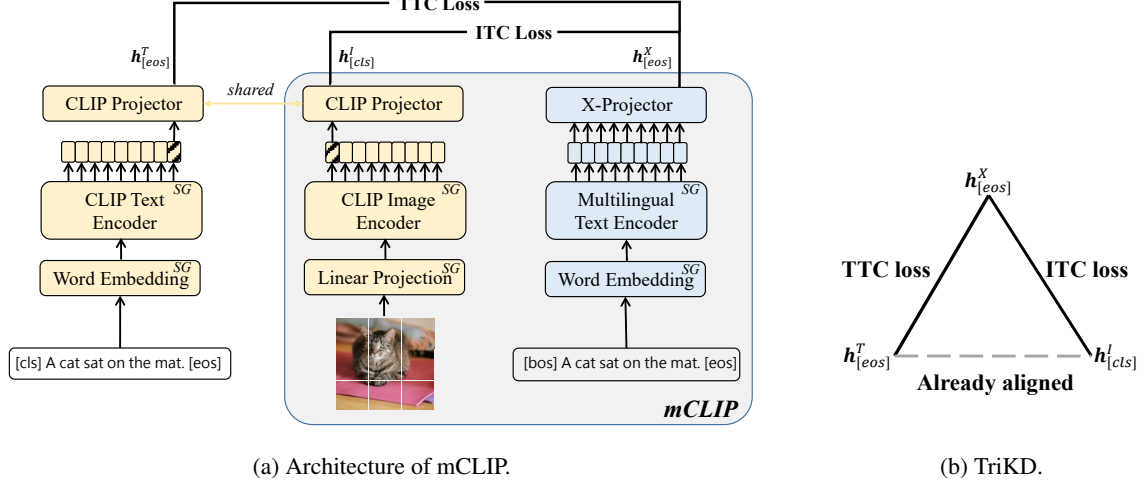 TTC Loss
ITC Loss
h^T_[eos]
h^I_[cls]
h^X_[eos]
CLIP Projector
shared
CLIP Projector
X-Projector
CLIP Text
Encoder
SG
CLIP Image
Encoder
SG
Multilingual
Text Encoder
SG
Word Embedding
SG
Linear Projection
SG
Word Embedding
SG
[cls] A cat sat on the mat. [eos]
[bos] A cat sat on the mat. [eos]
mCLIP
(a) Architecture of mCLIP.
h^X_[eos]
TTC loss
ITC loss
h^T_[eos]
h^I_[cls]
Already aligned
(b) TriKD.